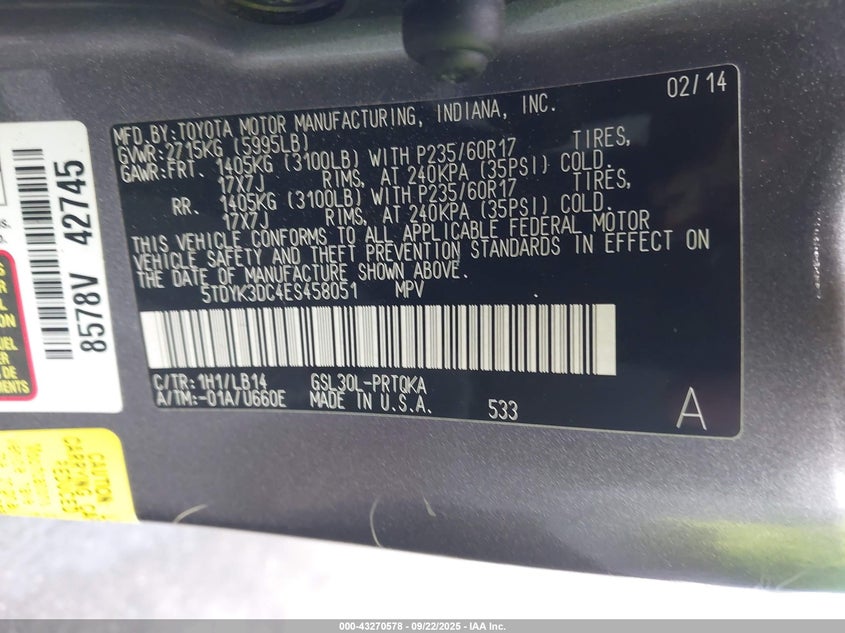 02/14
MFD.BY:TOYOTA MOTOR MANUFACTURING, INDIANA, INC.
GVWR:2715KG (5995LB)
GAWR:FRT. 1405KG (3100LB) WITH P235/60R17 TIRES,
17X7J RIMS, AT 240KPA (35PSI) COLD.
RR. 1405KG (3100LB) WITH P235/60R17 TIRES,
17X7J RIMS, AT 240KPA (35PSI) COLD.
THIS VEHICLE CONFORMS TO ALL APPLICABLE FEDERAL MOTOR
VEHICLE SAFETY AND THEFT PREVENTION STANDARDS IN EFFECT ON
THE DATE OF MANUFACTURE SHOWN ABOVE.
5TDYK3DC4ES458051 MPV
C/TR:1H1/LB14 GSL30L-PRTQKA
A/TM:-01A/U660E MADE IN U.S.A. 533
A
8578V 42745
CAUTION
000-43270578 - 09/22/2025 - IAA Inc.